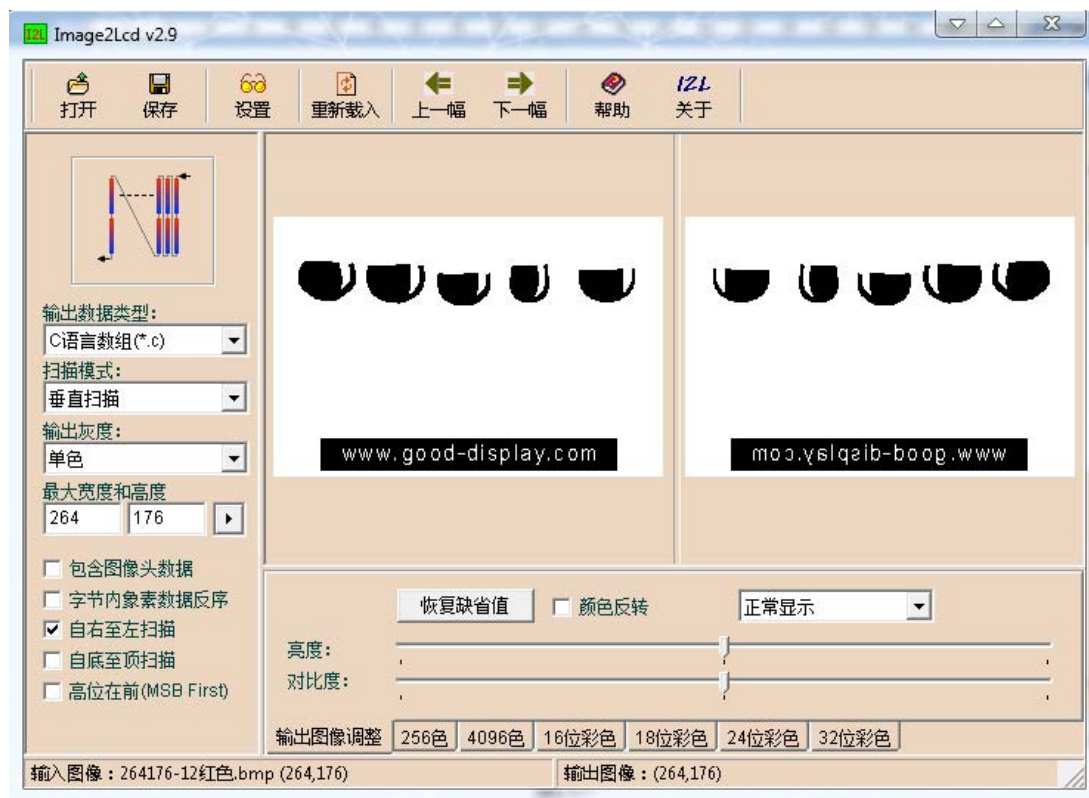 Image2Lcd v2.9
打开 保存 设置 重新载入 上一幅 下一幅 帮助 关于
I2L
输出数据类型：
C语言数组(*.c)
扫描模式：
垂直扫描
输出灰度：
单色
最大宽度和高度
264 176
包含图像头数据
字节内象素数据反序
自右至左扫描
自底至顶扫描
高位在前(MSB First)
www.good-display.com
www.good-display.com
恢复缺省值 颜色反转 正常显示
亮度：
对比度：
输出图像调整 256色 4096色 16位彩色 18位彩色 24位彩色 32位彩色
输入图像：264176-12红色.bmp (264,176)
输出图像：(264,176)